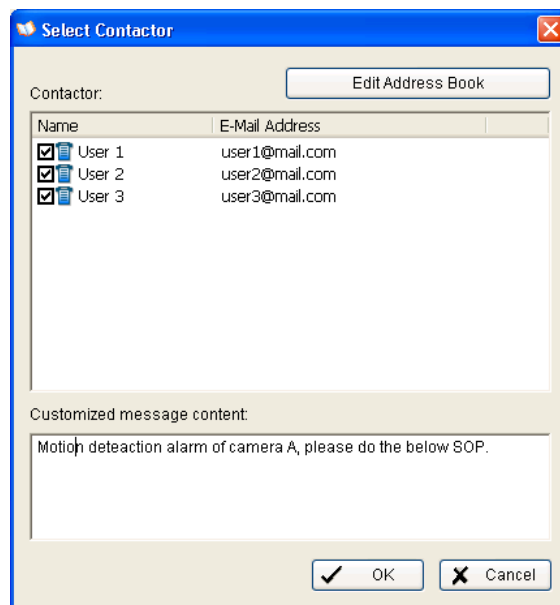 Select Contactor
Edit Address Book
Contactor:
Name E-Mail Address
User 1 user1@mail.com
User 2 user2@mail.com
User 3 user3@mail.com
Customized message content:
Motion deteaction alarm of camera A, please do the below SOP.
OK Cancel